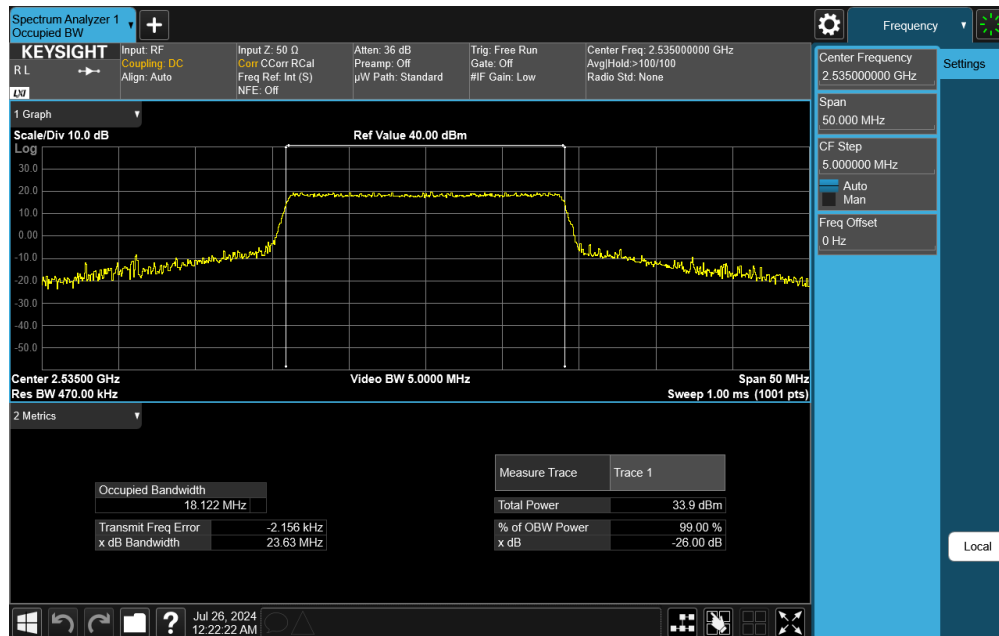 Spectrum Analyzer 1
Occupied BW
+
Frequency
KEYSIGHT
R L
LXI
Input: RF
Coupling: DC
Align: Auto
Input Z: 50 Ω
Corr CCorr RCal
Freq Ref: Int (S)
NFE: Off
Atten: 36 dB
Preamp: Off
µW Path: Standard
Trig: Free Run
Gate: Off
#IF Gain: Low
Center Freq: 2.535000000 GHz
Avg|Hold:>100/100
Radio Std: None
Center Frequency
2.535000000 GHz
Settings
Span
50.000 MHz
CF Step
5.000000 MHz
Auto
Man
Freq Offset
0 Hz
1 Graph
Scale/Div 10.0 dB
Ref Value 40.00 dBm
Log
30.0
20.0
10.0
0.00
-10.0
-20.0
-30.0
-40.0
-50.0
Center 2.53500 GHz
Video BW 5.0000 MHz
Span 50 MHz
Res BW 470.00 kHz
Sweep 1.00 ms (1001 pts)
2 Metrics
Measure Trace
Trace 1
Occupied Bandwidth
18.122 MHz
Total Power
33.9 dBm
Transmit Freq Error
-2.156 kHz
% of OBW Power
99.00 %
x dB Bandwidth
23.63 MHz
x dB
-26.00 dB
Local
?
Jul 26, 2024
12:22:22 AM